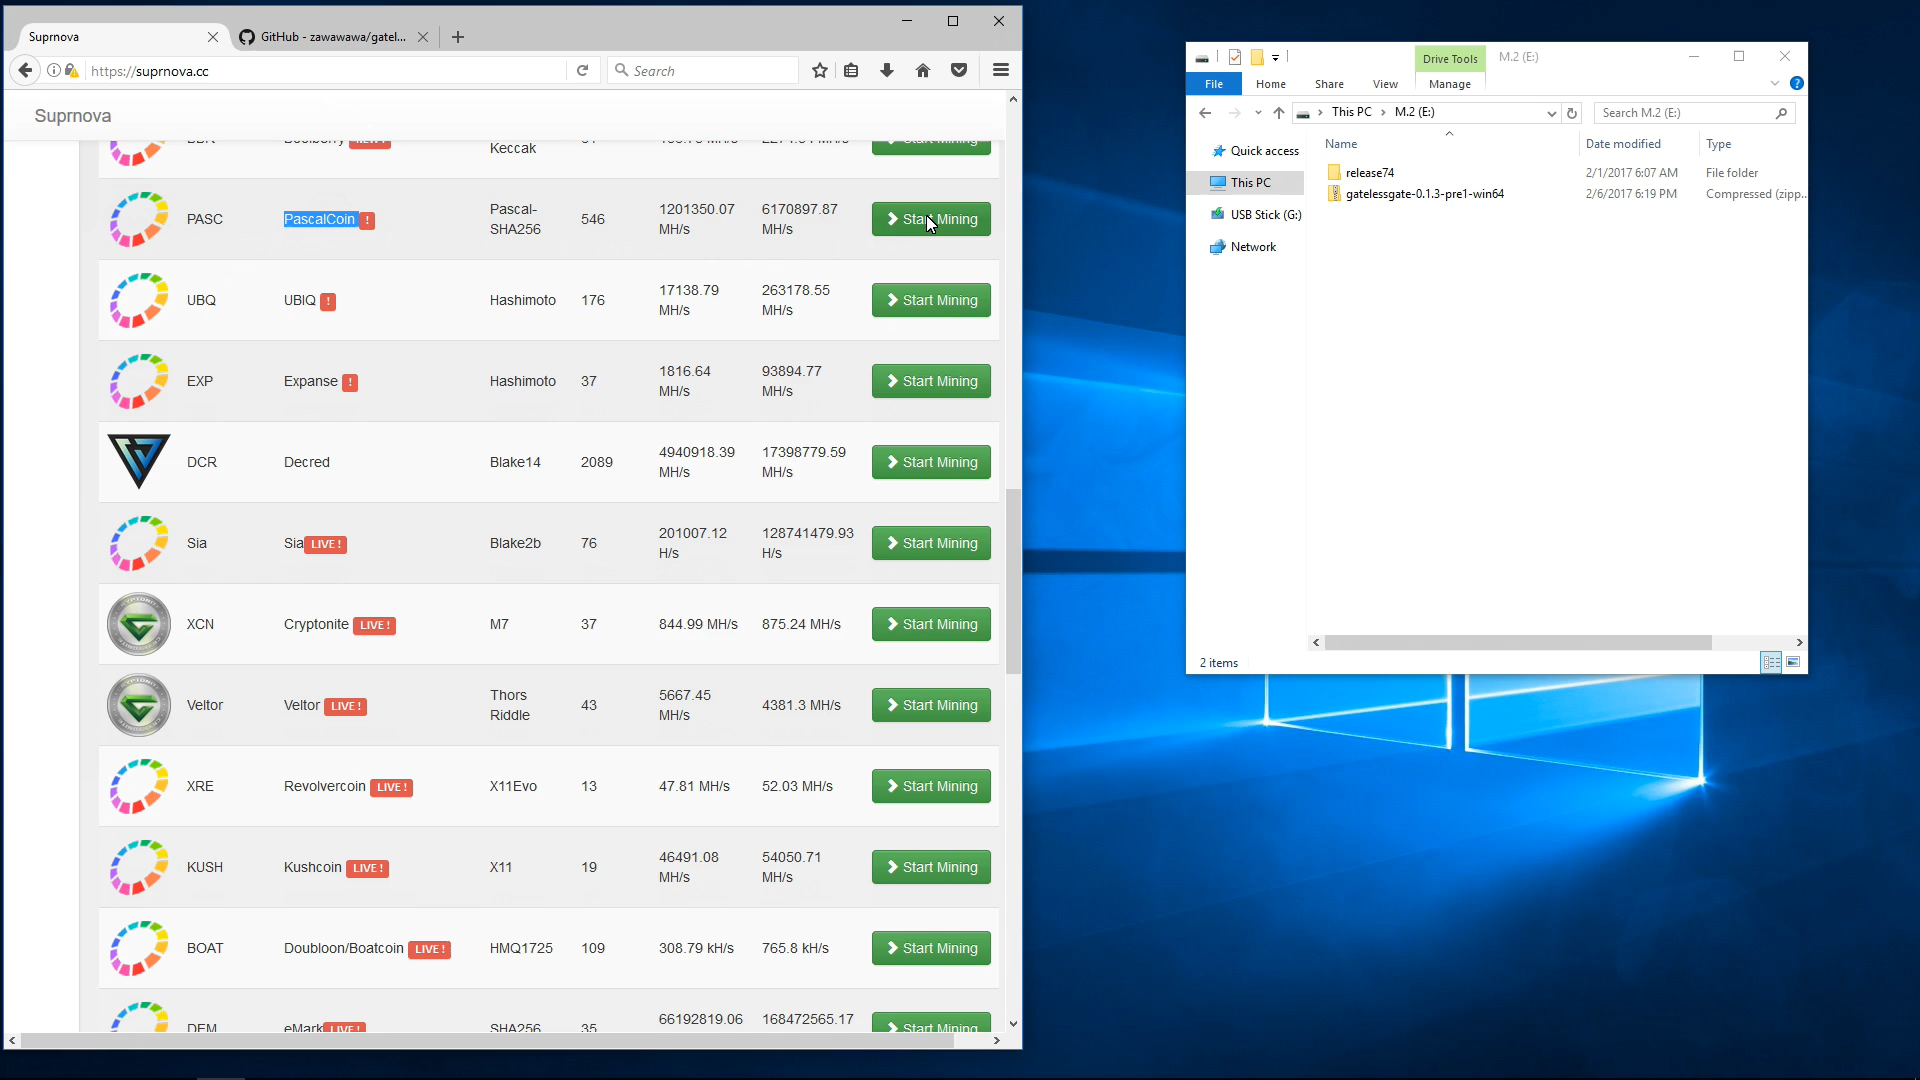 Suprnova
GitHub - zawawawa/gatel...
https://suprnova.cc
Search
Suprnova
Keccak
Start Mining
PASC
PascalCoin !
Pascal-
SHA256
546
1201350.07
MH/s
6170897.87
MH/s
Start Mining
UBQ
UBIQ !
Hashimoto
176
17138.79
MH/s
263178.55
MH/s
Start Mining
EXP
Expanse !
Hashimoto
37
1816.64
MH/s
93894.77
MH/s
Start Mining
DCR
Decred
Blake14
2089
4940918.39
MH/s
17398779.59
MH/s
Start Mining
Sia
Sia LIVE !
Blake2b
76
201007.12
H/s
128741479.93
H/s
Start Mining
XCN
Cryptonite LIVE !
M7
37
844.99 MH/s
875.24 MH/s
Start Mining
Veltor
Veltor LIVE !
Thors
Riddle
43
5667.45
MH/s
4381.3 MH/s
Start Mining
XRE
Revolvercoin LIVE !
X11Evo
13
47.81 MH/s
52.03 MH/s
Start Mining
KUSH
Kushcoin LIVE !
X11
19
46491.08
MH/s
54050.71
MH/s
Start Mining
BOAT
Doubloon/Boatcoin LIVE !
HMQ1725
109
308.79 kH/s
765.8 kH/s
Start Mining
DEM
eMark LIVE !
SHA256
35
66192819.06
168472565.17
Start Mining
Drive Tools
M.2 (E:)
File
Home
Share
View
Manage
This PC
M.2 (E:)
Search M.2 (E:)
Quick access
This PC
USB Stick (G:)
Network
Name
Date modified
Type
release74
2/1/2017 6:07 AM
File folder
gatelessgate-0.1.3-pre1-win64
2/6/2017 6:19 PM
Compressed (zipp...
2 items